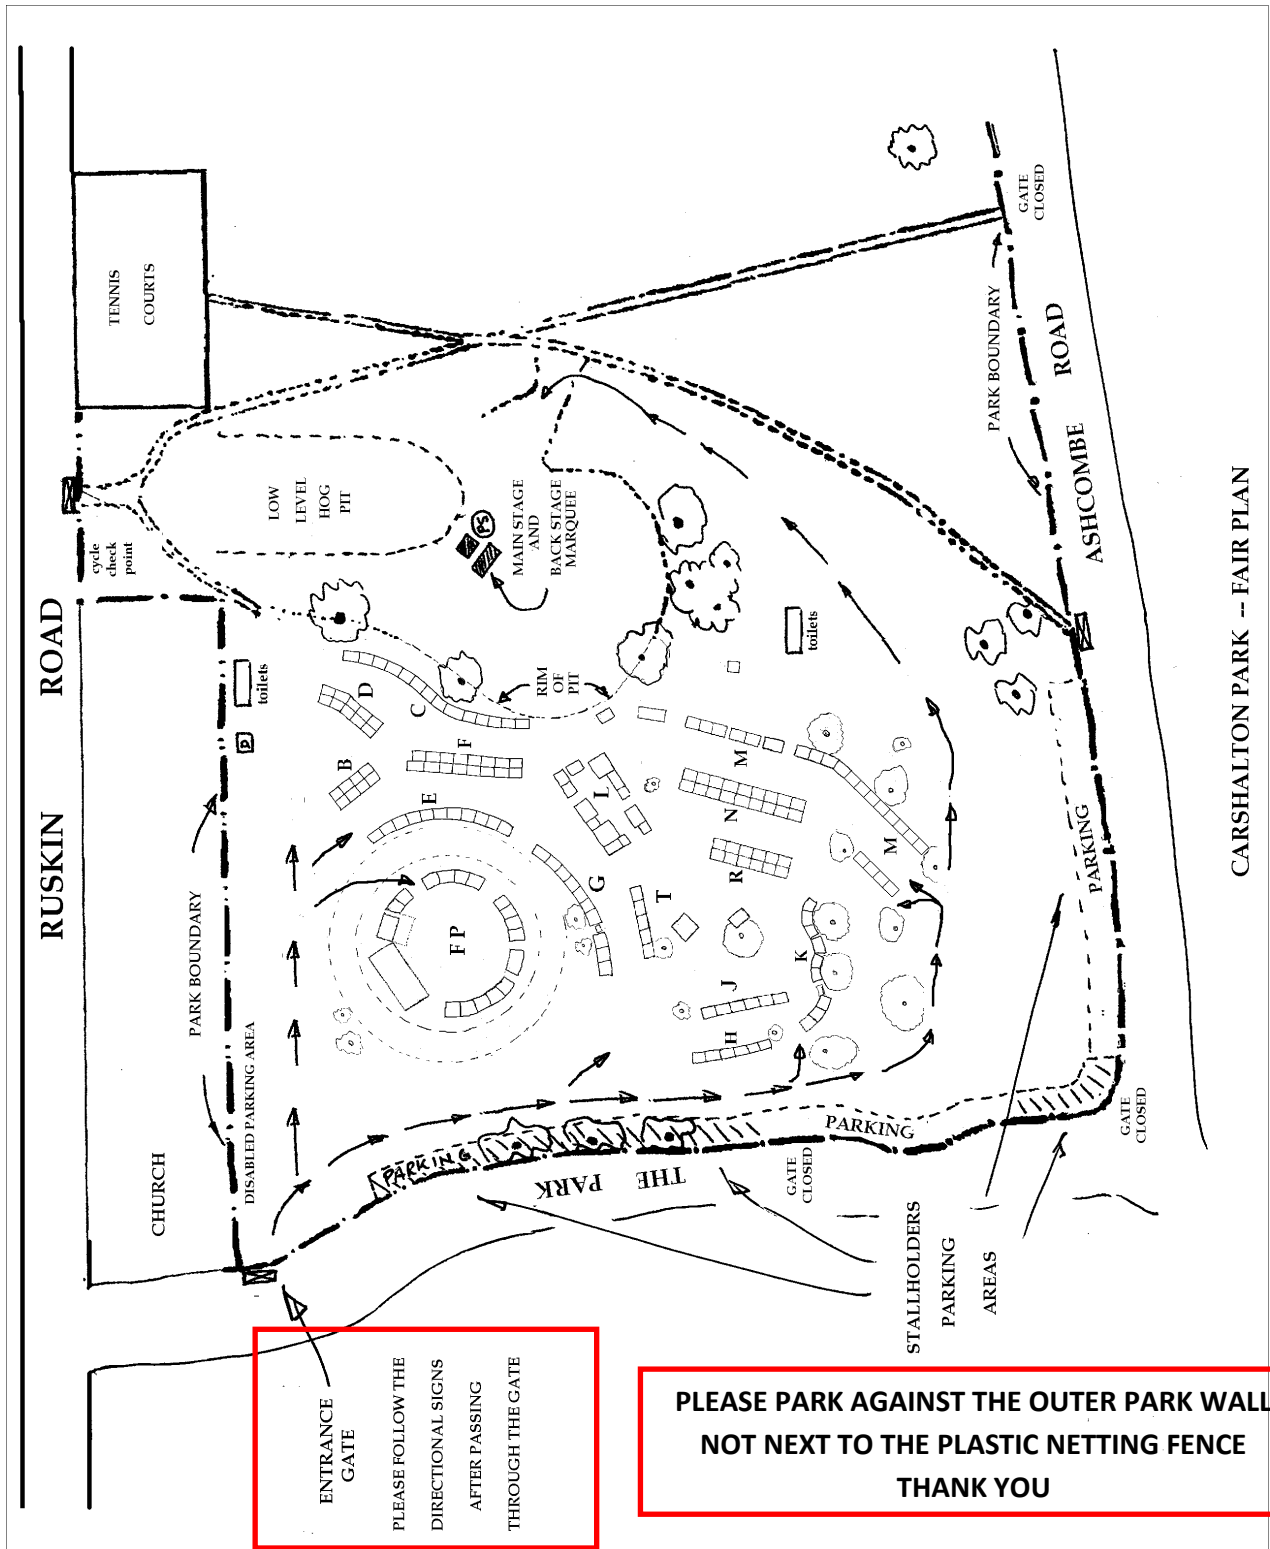 RUSKIN ROAD
TENNIS
COURTS
cycle
check
point
LOW
LEVEL
HOG
PIT
MAIN STAGE
AND
BACK STAGE
MARQUEE
PS
GATE
CLOSED
PARK BOUNDARY
ASHCOMBE ROAD
CARSHALTON PARK -- FAIR PLAN
toilets
P
PARK BOUNDARY
DISABLED PARKING AREA
CHURCH
RIM
OF
PIT
toilets
D
C
B
F
E
L
M
N
G
R
M
T
FP
K
J
H
PARKING
PARKING
PARKING
THE PARK
GATE
CLOSED
GATE
CLOSED
STALLHOLDERS
PARKING
AREAS
ENTRANCE
GATE
PLEASE FOLLOW THE
DIRECTIONAL SIGNS
AFTER PASSING
THROUGH THE GATE
PLEASE PARK AGAINST THE OUTER PARK WALL
NOT NEXT TO THE PLASTIC NETTING FENCE
THANK YOU